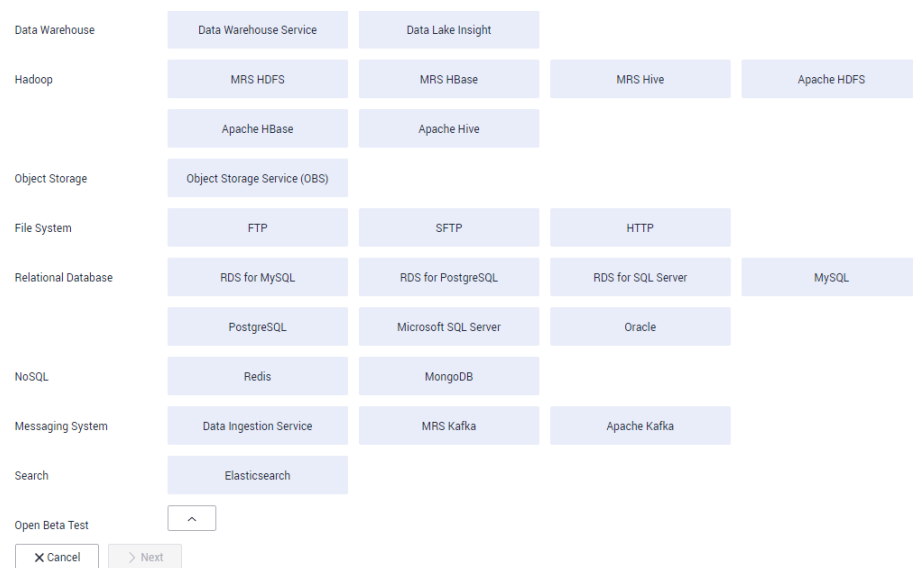 Data Warehouse Data Warehouse Service Data Lake Insight
Hadoop MRS HDFS MRS HBase MRS Hive Apache HDFS
Apache HBase Apache Hive
Object Storage Object Storage Service (OBS)
File System FTP SFTP HTTP
Relational Database RDS for MySQL RDS for PostgreSQL RDS for SQL Server MySQL
PostgreSQL Microsoft SQL Server Oracle
NoSQL Redis MongoDB
Messaging System Data Ingestion Service MRS Kafka Apache Kafka
Search Elasticsearch
Open Beta Test
Cancel Next